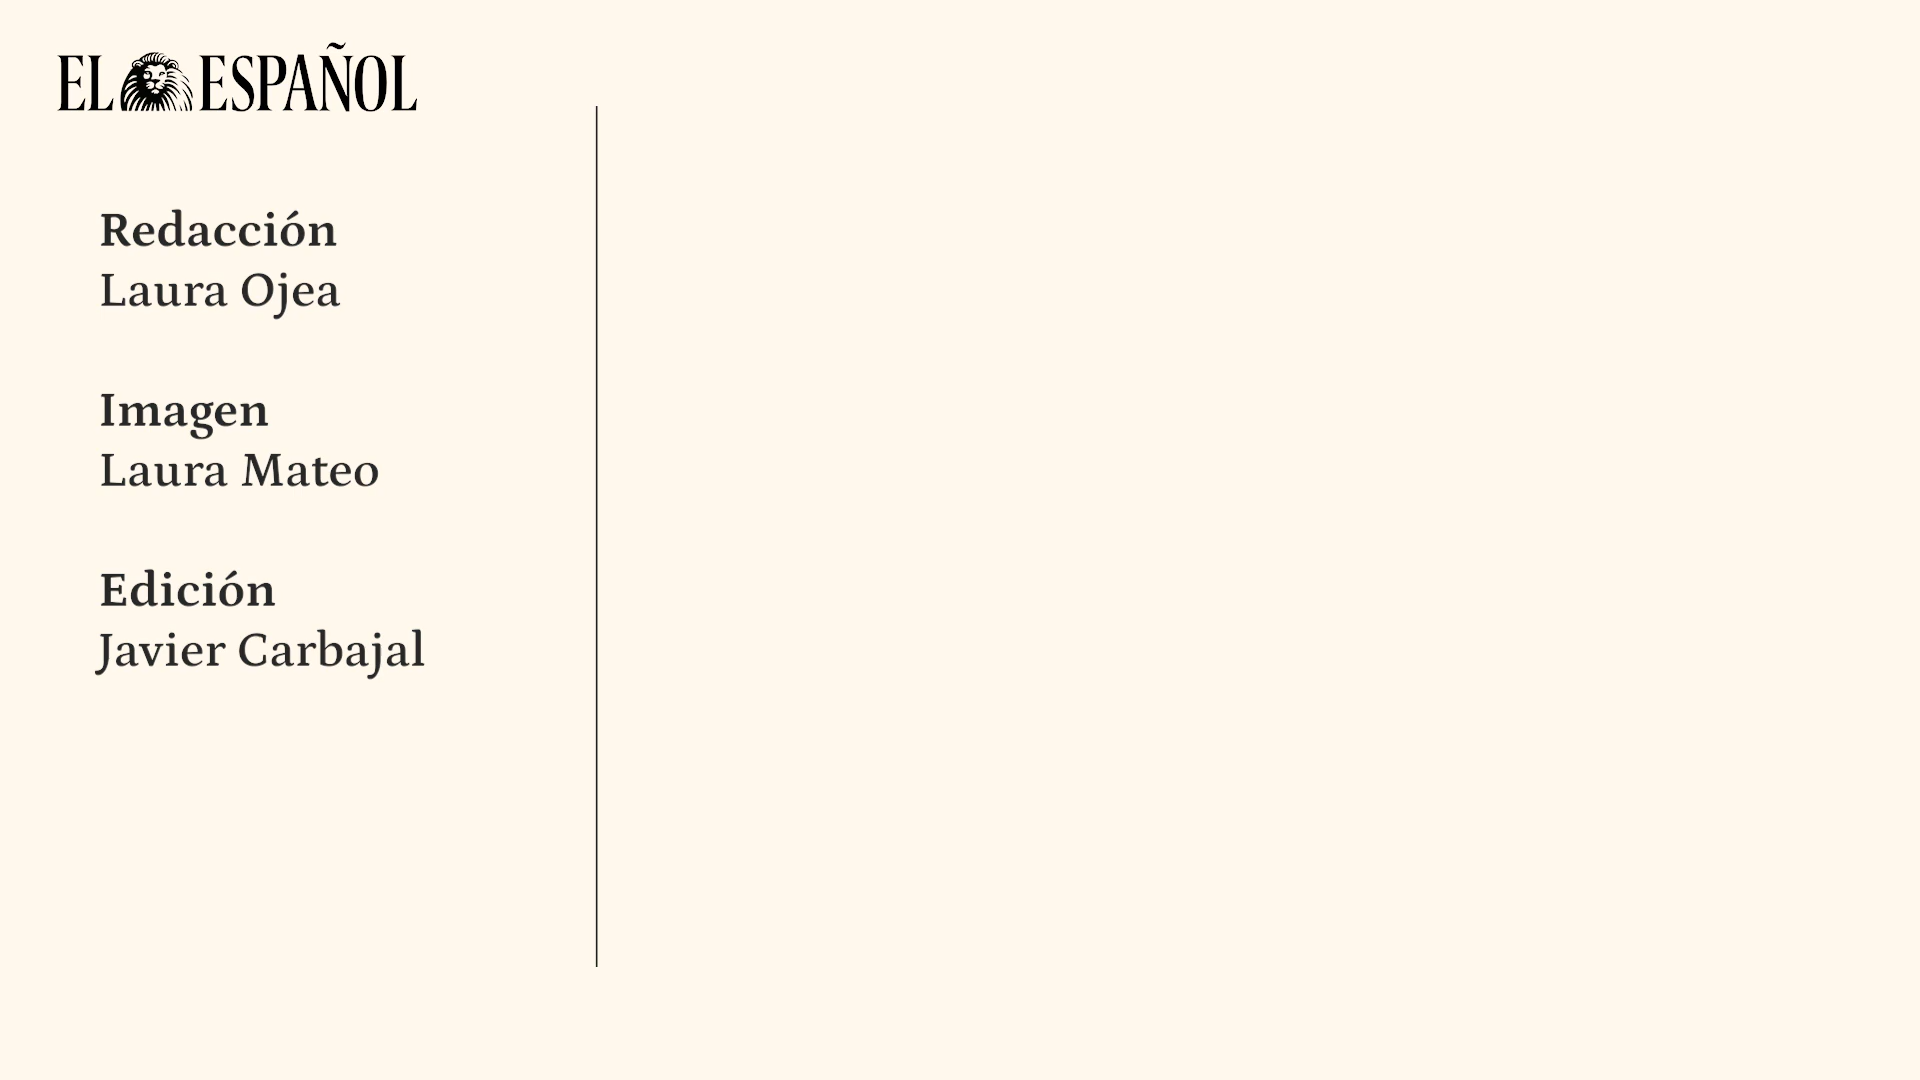 EL ESPAÑOL
Redacción
Laura Ojea
Imagen
Laura Mateo
Edición
Javier Carbajal